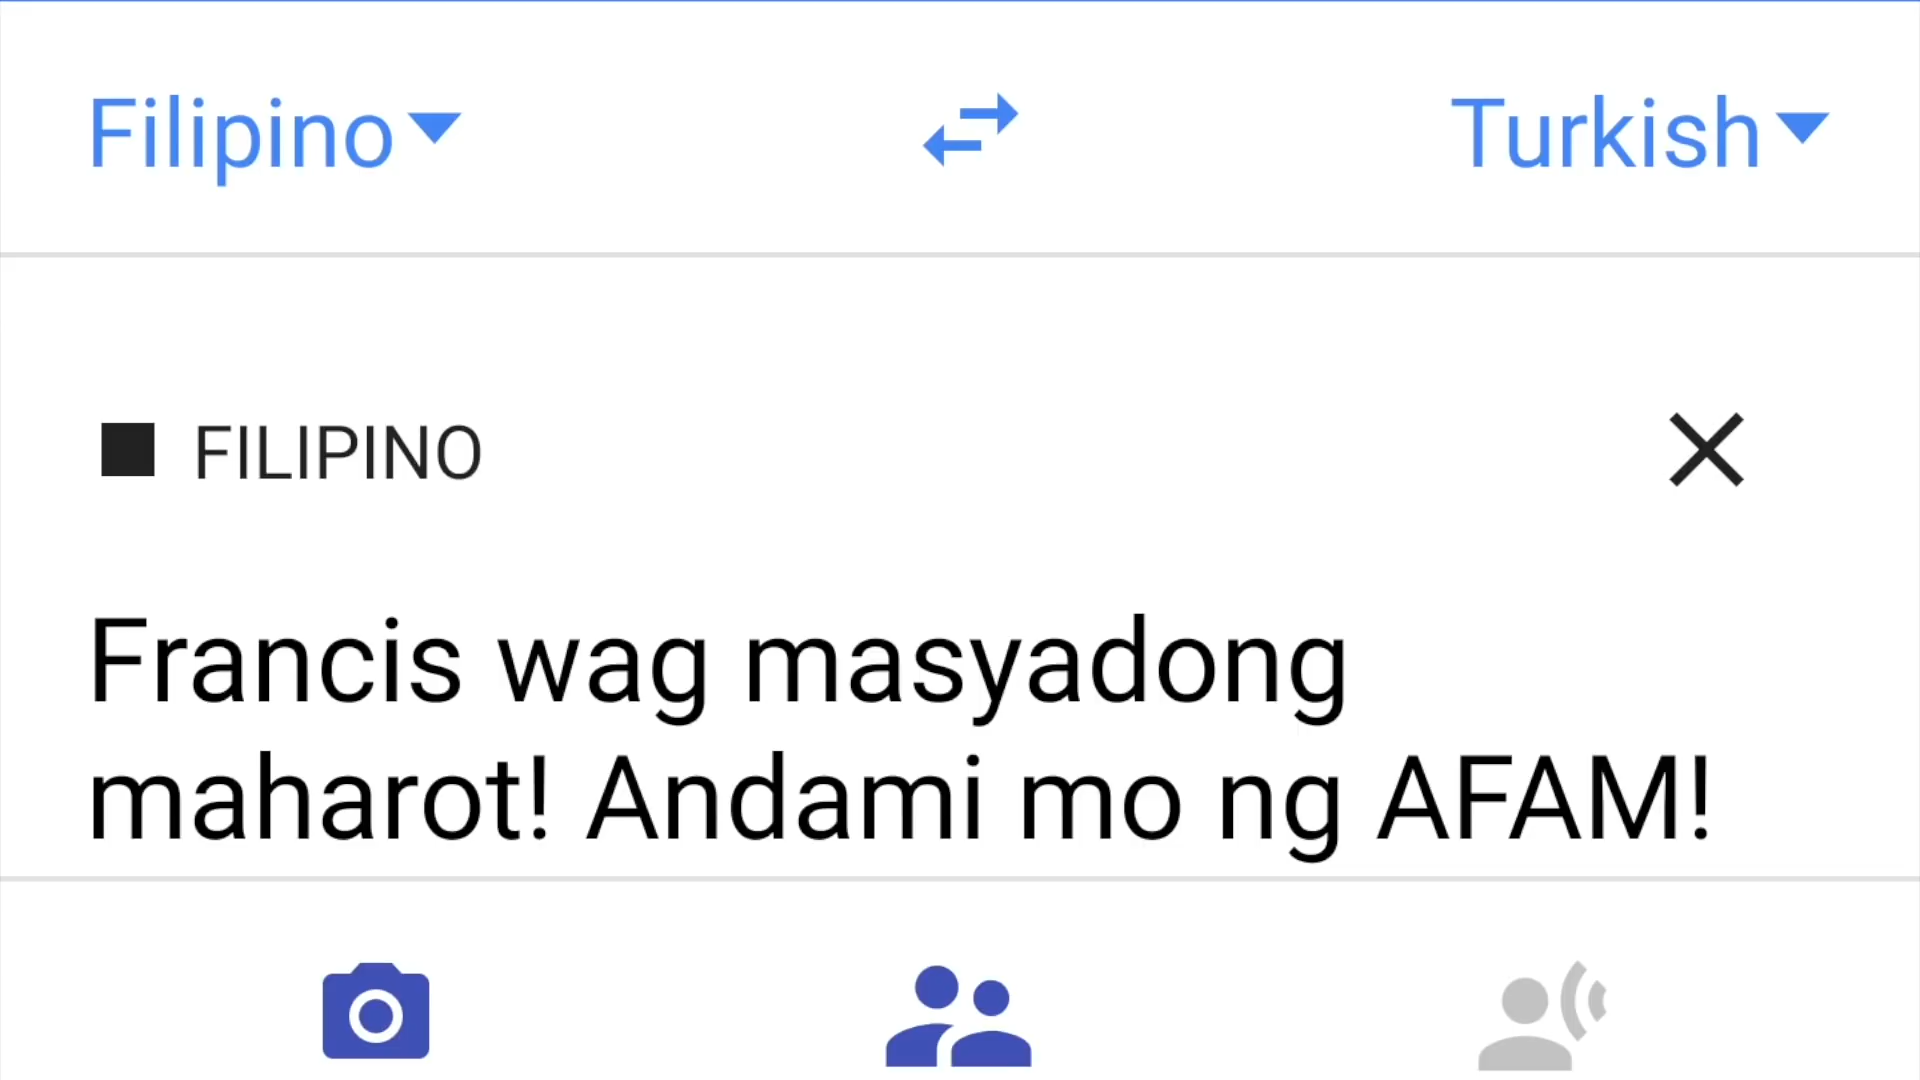 Filipino
Turkish
FILIPINO
Francis wag masyadong
maharot! Andami mo ng AFAM!